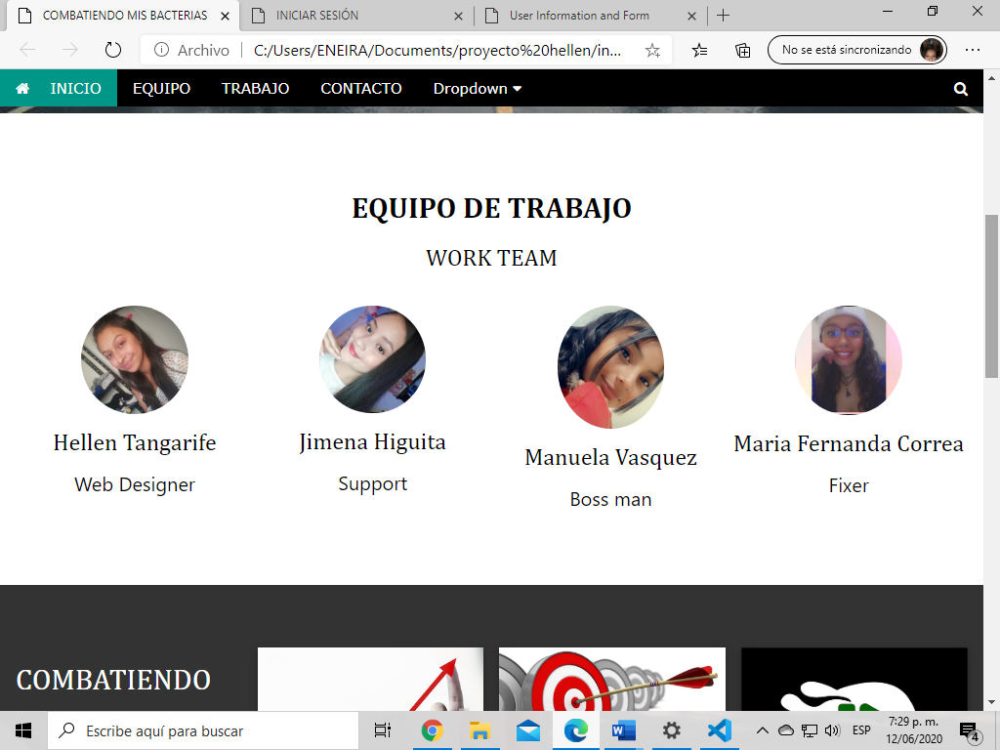 COMBATIENDO MIS BACTERIAS
INICIAR SESIÓN
User Information and Form
Archivo
C:/Users/ENEIRA/Documents/proyecto%20hellen/in...
No se está sincronizando
INICIO
EQUIPO
TRABAJO
CONTACTO
Dropdown
EQUIPO DE TRABAJO
WORK TEAM
Hellen Tangarife
Web Designer
Jimena Higuita
Support
Manuela Vasquez
Boss man
Maria Fernanda Correa
Fixer
COMBATIENDO
Escribe aquí para buscar
ESP
7:29 p. m.
12/06/2020
4